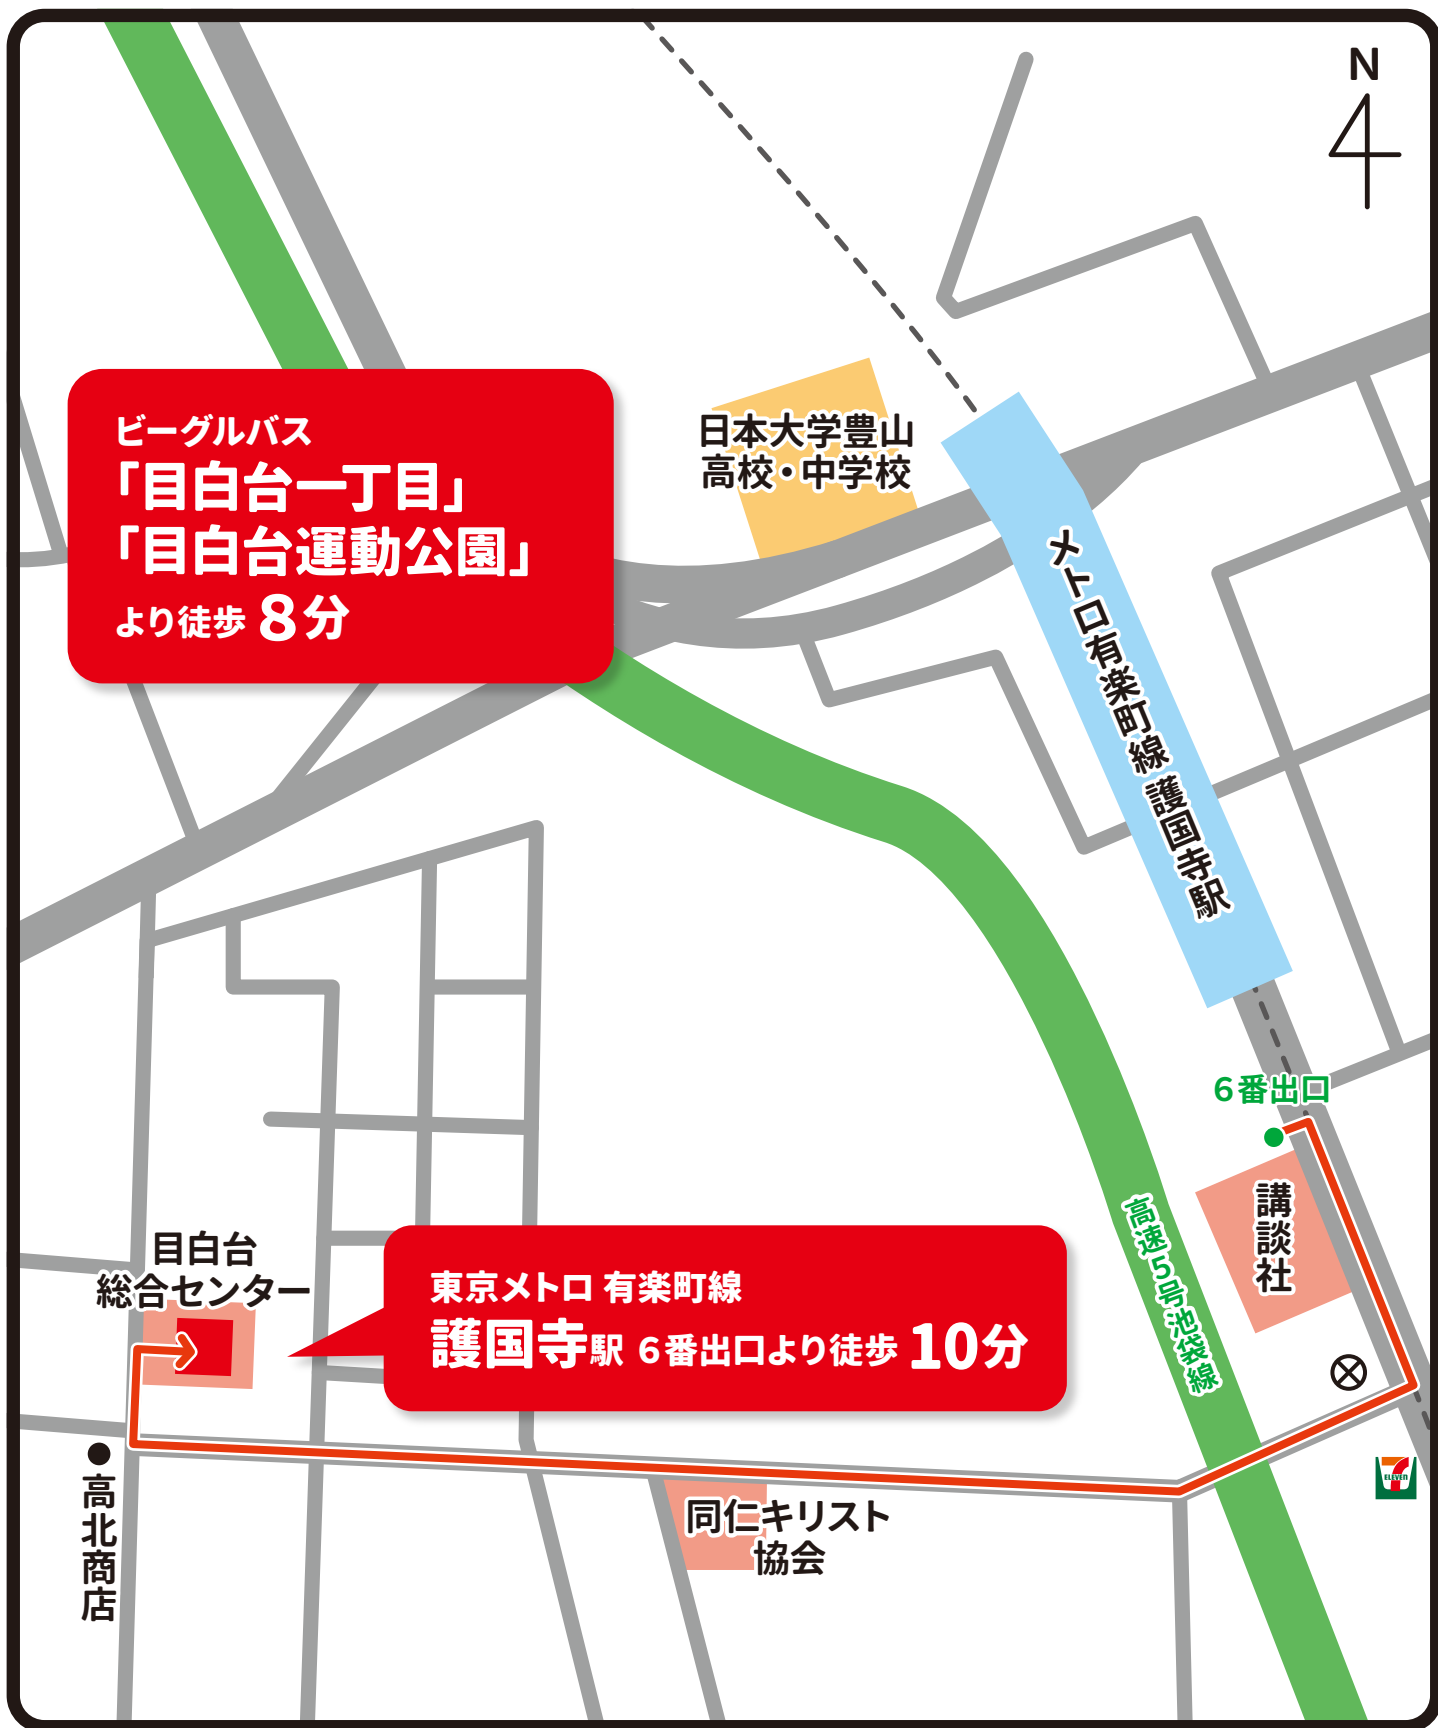 N
日本大学豊山
高校・中学校
ビーグルバス
「目白台一丁目」
「目白台運動公園」
より徒歩 8分
メトロ有楽町線 護国寺駅
6番出口
講談社
高速5号池袋線
目白台
総合センター
東京メトロ 有楽町線
護国寺駅 6番出口より徒歩 10分
ELEVEn
高北商店
同仁キリスト
協会